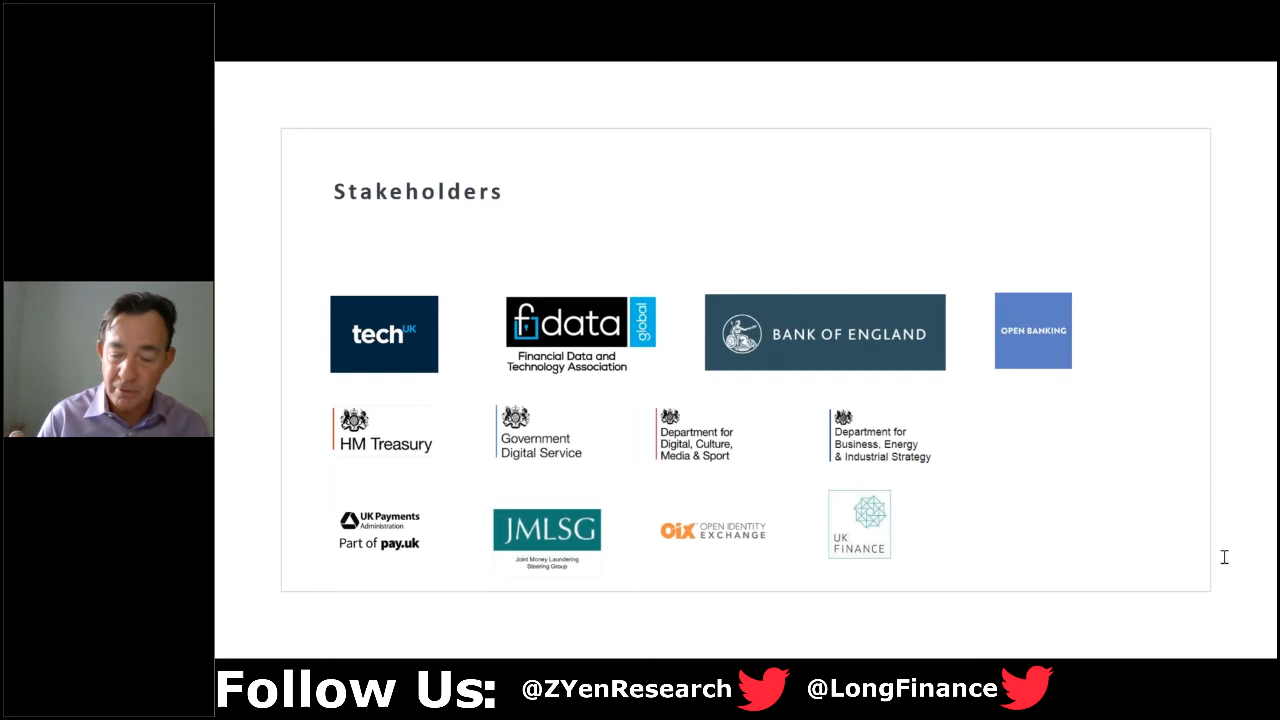 Stakeholders
techUK
fdata global
Financial Data and
Technology Association
BANK OF ENGLAND
OPEN BANKING
HM Treasury
Government
Digital Service
Department for
Digital, Culture,
Media & Sport
Department for
Business, Energy
& Industrial Strategy
UK Payments
Administration
Part of pay.uk
JMLSG
Joint Money Laundering
Steering Group
OIX OPEN IDENTITY
EXCHANGE
UK
FINANCE
Follow Us: @ZYenResearch @LongFinance